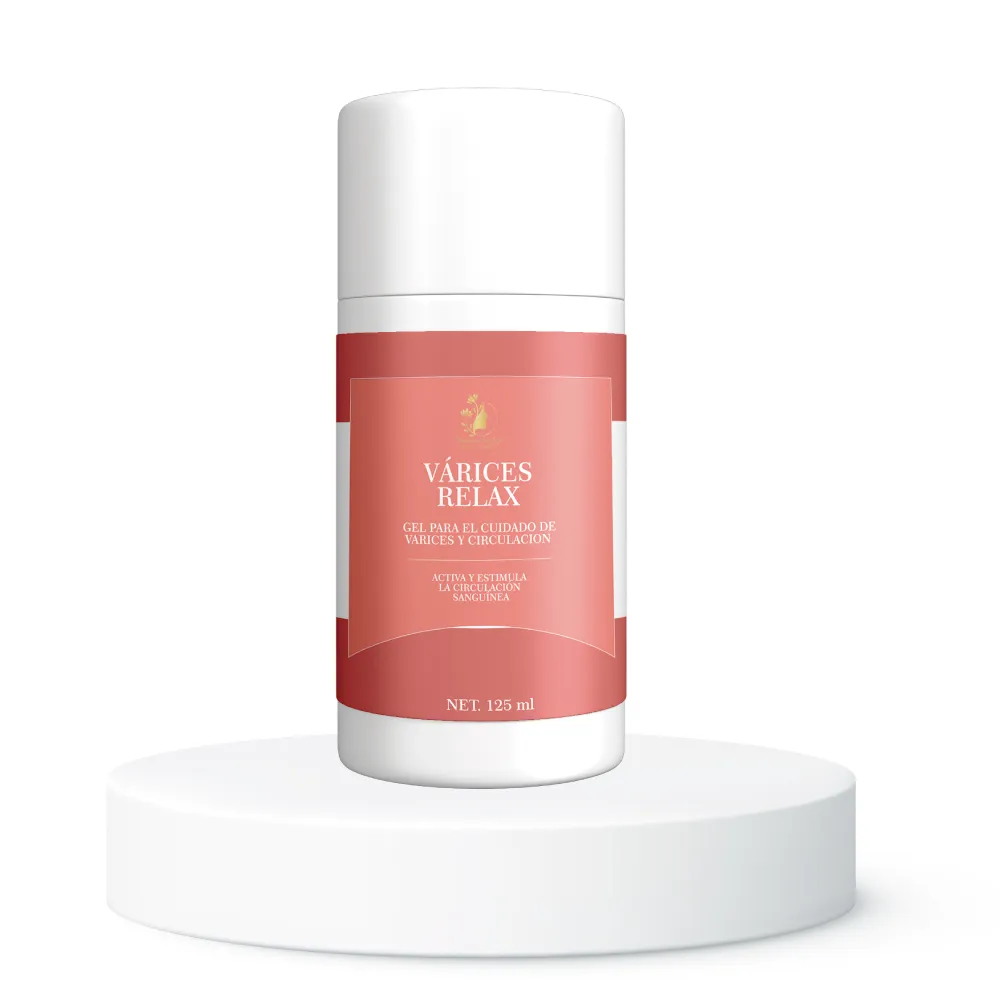 VÁRICES
RELAX
GEL PARA EL CUIDADO DE
VARICES Y CIRCULACION
ACTIVA Y ESTIMULA
LA CIRCULACIÓN
SANGUÍNEA
NET. 125 ml